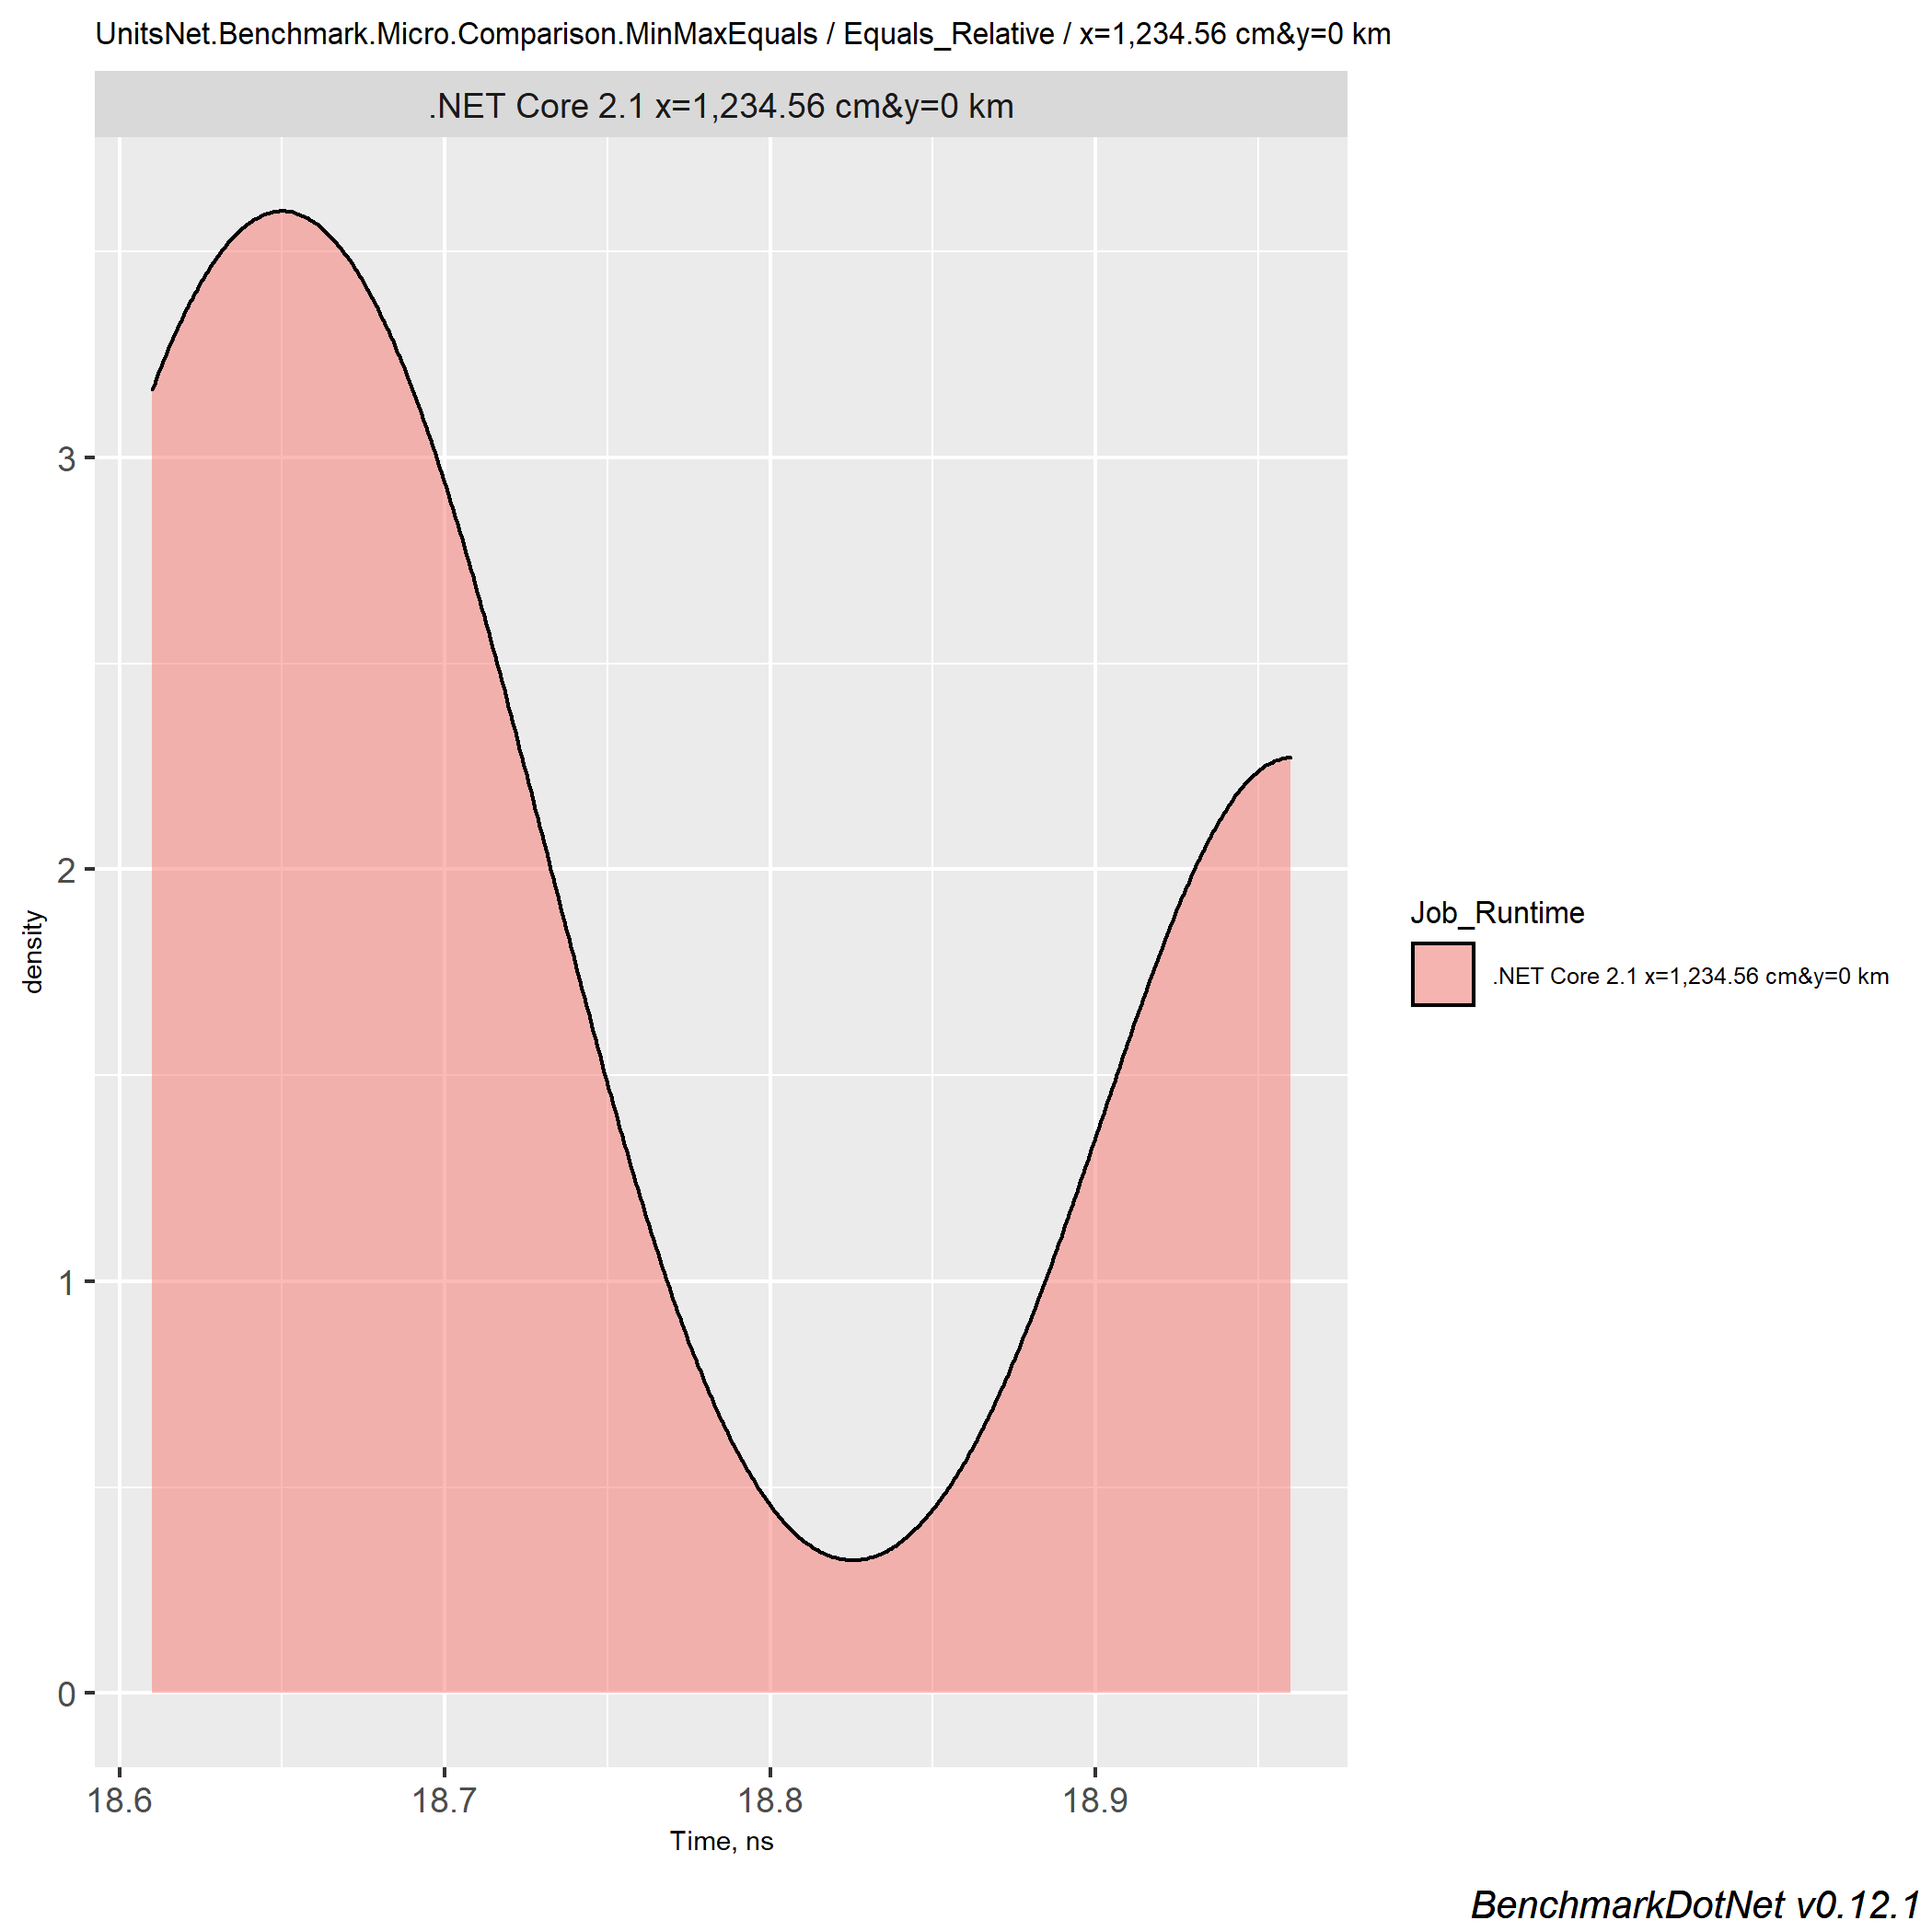 UnitsNet.Benchmark.Micro.Comparison.MinMaxEquals / Equals_Relative / x=1,234.56 cm&y=0 km
.NET Core 2.1 x=1,234.56 cm&y=0 km
3
2
1
0
density
18.6 18.7 18.8 18.9
Time, ns
Job_Runtime
.NET Core 2.1 x=1,234.56 cm&y=0 km
BenchmarkDotNet v0.12.1